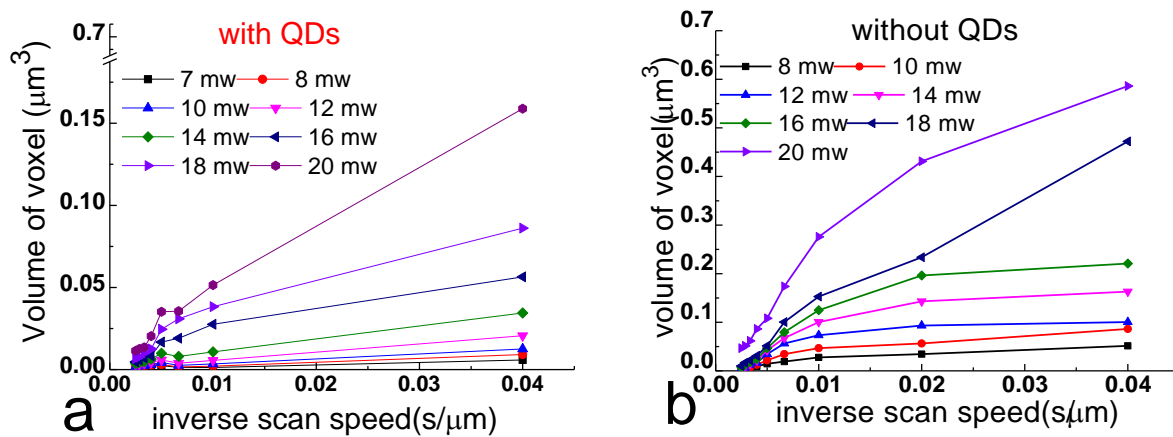 with QDs
0.7
0.15
0.10
0.05
0.00
Volume of voxel (μm³)
7 mw 8 mw
10 mw 12 mw
14 mw 16 mw
18 mw 20 mw
0.00 0.01 0.02 0.03 0.04
inverse scan speed(s/μm)
a
without QDs
0.7
0.6
0.5
0.4
0.3
0.2
0.1
0.0
volume of voxel(μm³)
8 mw 10 mw
12 mw 14 mw
16 mw 18 mw
20 mw
0.00 0.01 0.02 0.03 0.04
inverse scan speed(s/μm)
b